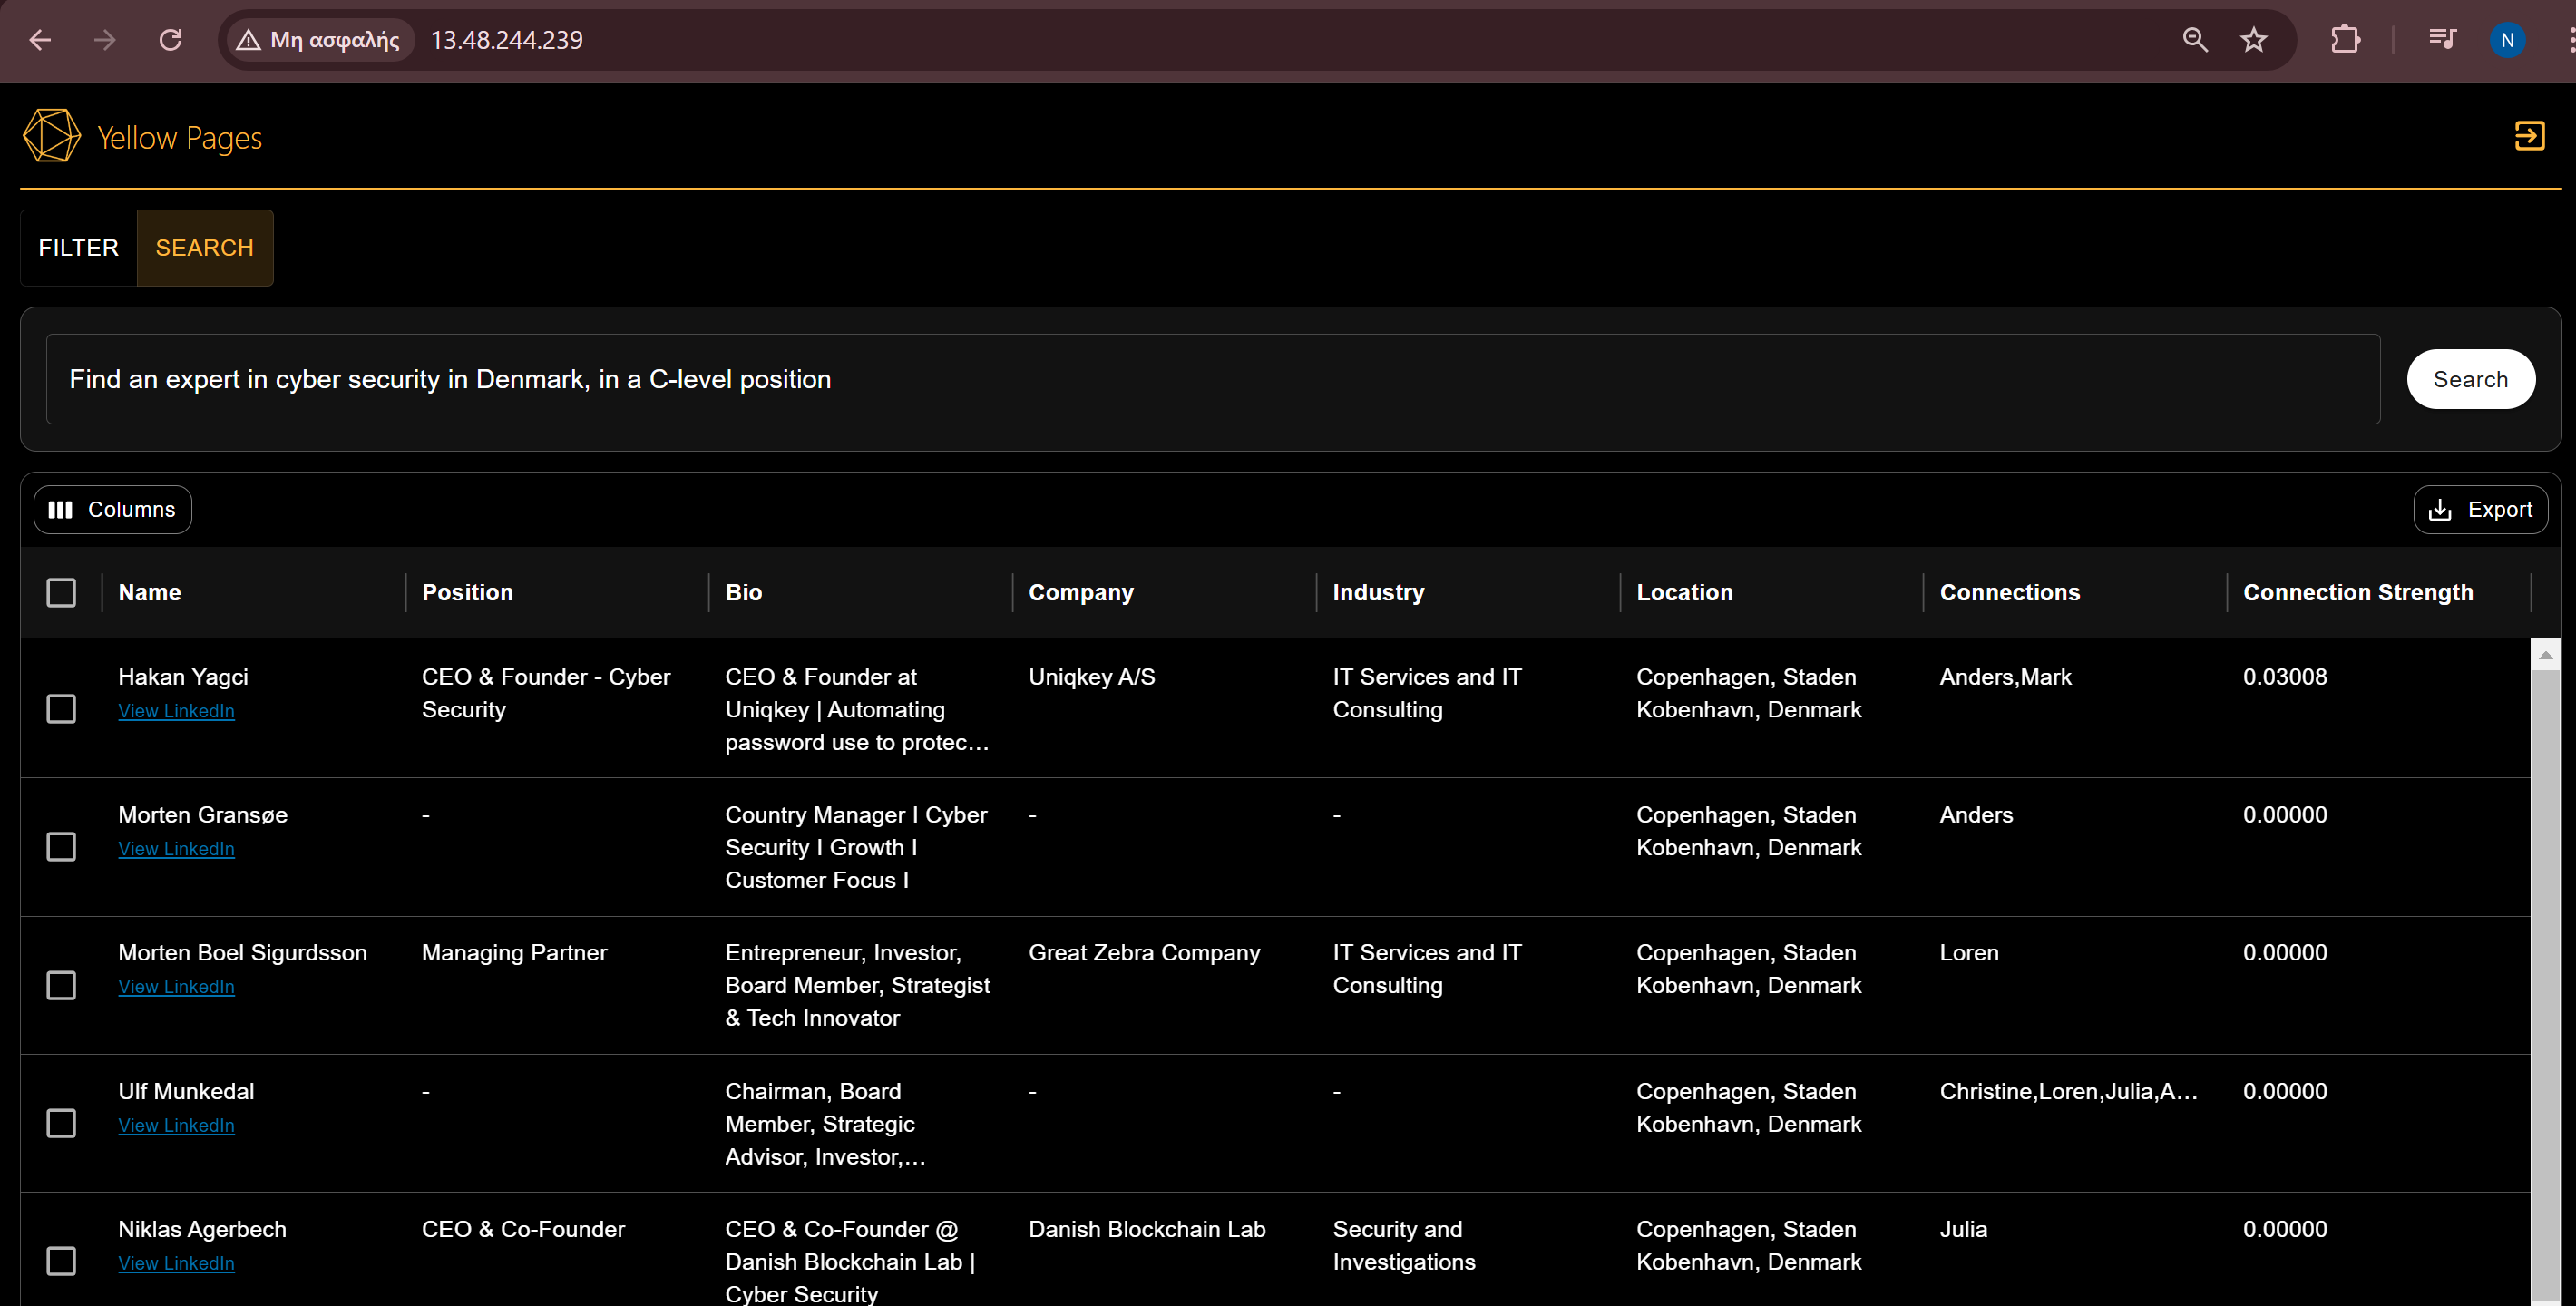 Μη ασφαλής 13.48.244.239
N
Yellow Pages
FILTER SEARCH
Find an expert in cyber security in Denmark, in a C-level position
Search
Columns
Export
Name Position Bio Company Industry Location Connections Connection Strength
Hakan Yagci
View LinkedIn
CEO & Founder - Cyber
Security
CEO & Founder at
Uniqkey | Automating
password use to protec...
Uniqkey A/S
IT Services and IT
Consulting
Copenhagen, Staden
Kobenhavn, Denmark
Anders,Mark
0.03008
Morten Gransøe
View LinkedIn
-
Country Manager I Cyber
Security I Growth I
Customer Focus I
-
-
Copenhagen, Staden
Kobenhavn, Denmark
Anders
0.00000
Morten Boel Sigurdsson
View LinkedIn
Managing Partner
Entrepreneur, Investor,
Board Member, Strategist
& Tech Innovator
Great Zebra Company
IT Services and IT
Consulting
Copenhagen, Staden
Kobenhavn, Denmark
Loren
0.00000
Ulf Munkedal
View LinkedIn
-
Chairman, Board
Member, Strategic
Advisor, Investor,...
-
-
Copenhagen, Staden
Kobenhavn, Denmark
Christine,Loren,Julia,A...
0.00000
Niklas Agerbech
View LinkedIn
CEO & Co-Founder
CEO & Co-Founder @
Danish Blockchain Lab |
Cyber Security
Danish Blockchain Lab
Security and
Investigations
Copenhagen, Staden
Kobenhavn, Denmark
Julia
0.00000